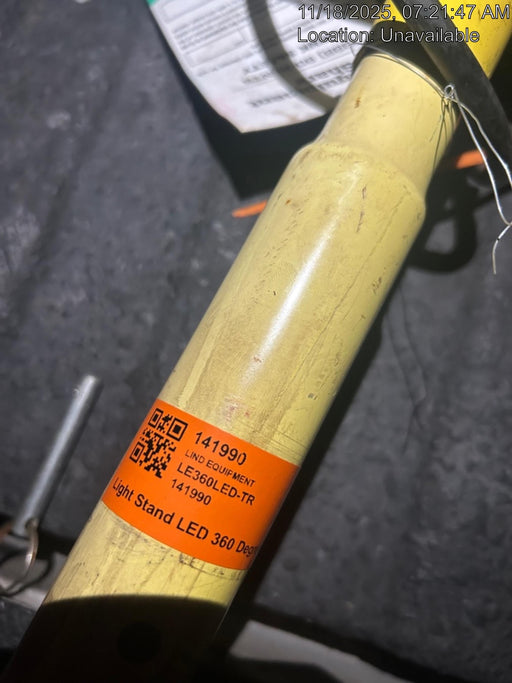 11/18/2025, 07:21:47 AM
Location: Unavailable
141990
LIND EQUIPMENT
LE360LED-TR
141990
Light Stand LED 360 Degr